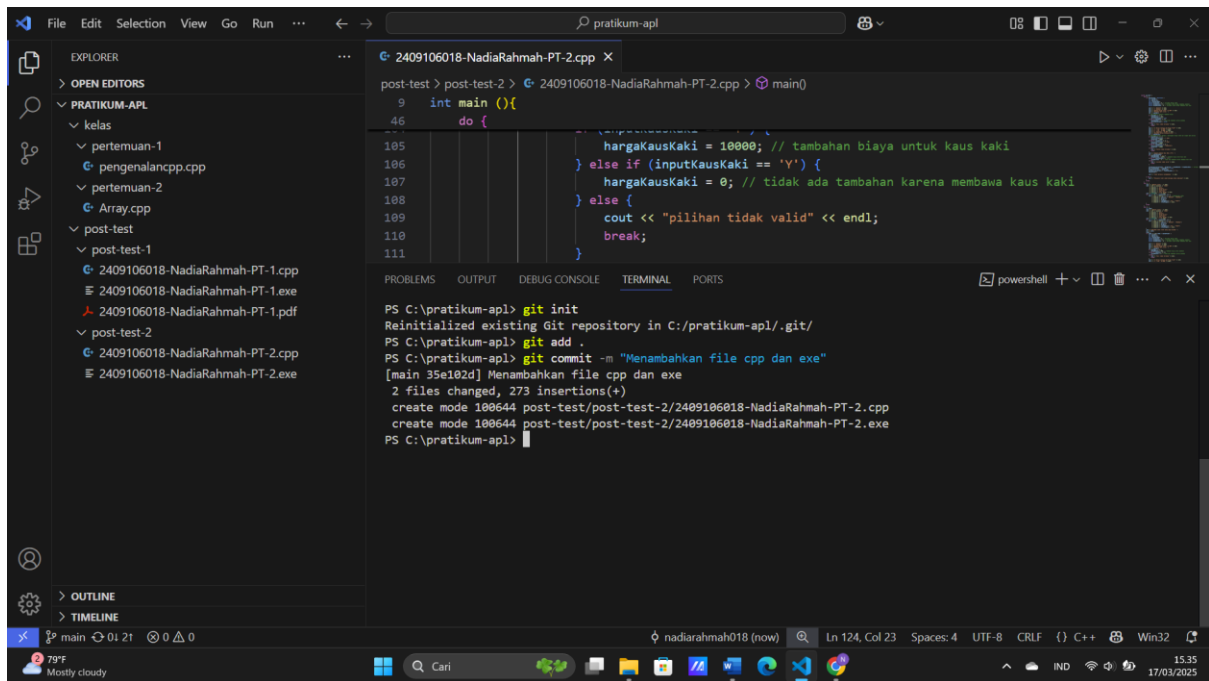 File Edit Selection View Go Run ··· ← → pratikum-apl
EXPLORER ···
OPEN EDITORS
PRATIKUM-APL
kelas
pertemuan-1
pengenalancpp.cpp
pertemuan-2
Array.cpp
post-test
post-test-1
2409106018-NadiaRahmah-PT-1.cpp
2409106018-NadiaRahmah-PT-1.exe
2409106018-NadiaRahmah-PT-1.pdf
post-test-2
2409106018-NadiaRahmah-PT-2.cpp
2409106018-NadiaRahmah-PT-2.exe
OUTLINE
TIMELINE
2409106018-NadiaRahmah-PT-2.cpp ×
post-test > post-test-2 > 2409106018-NadiaRahmah-PT-2.cpp > main()
9 int main (){
46 do {
105 hargaKausKaki = 10000; // tambahan biaya untuk kaus kaki
106 } else if (inputKausKaki == 'Y') {
107 hargaKausKaki = 0; // tidak ada tambahan karena membawa kaus kaki
108 } else {
109 cout << "pilihan tidak valid" << endl;
110 break;
111 }
PROBLEMS OUTPUT DEBUG CONSOLE TERMINAL PORTS powershell
PS C:\pratikum-apl> git init
Reinitialized existing Git repository in C:/pratikum-apl/.git/
PS C:\pratikum-apl> git add .
PS C:\pratikum-apl> git commit -m "Menambahkan file cpp dan exe"
[main 35e102d] Menambahkan file cpp dan exe
2 files changed, 273 insertions(+)
create mode 100644 post-test/post-test-2/2409106018-NadiaRahmah-PT-2.cpp
create mode 100644 post-test/post-test-2/2409106018-NadiaRahmah-PT-2.exe
PS C:\pratikum-apl>
main 0↓ 2↑ 0 0 nadiarahmah018 (now) Ln 124, Col 23 Spaces: 4 UTF-8 CRLF {} C++ Win32
2 79°F
Mostly cloudy
Cari
IND
15.35
17/03/2025